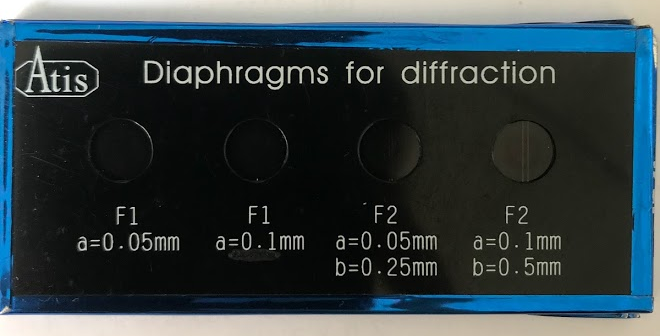 Atis
Diaphragms for diffraction
F1
a=0.05mm
F1
a=0.1mm
F2
a=0.05mm
b=0.25mm
F2
a=0.1mm
b=0.5mm